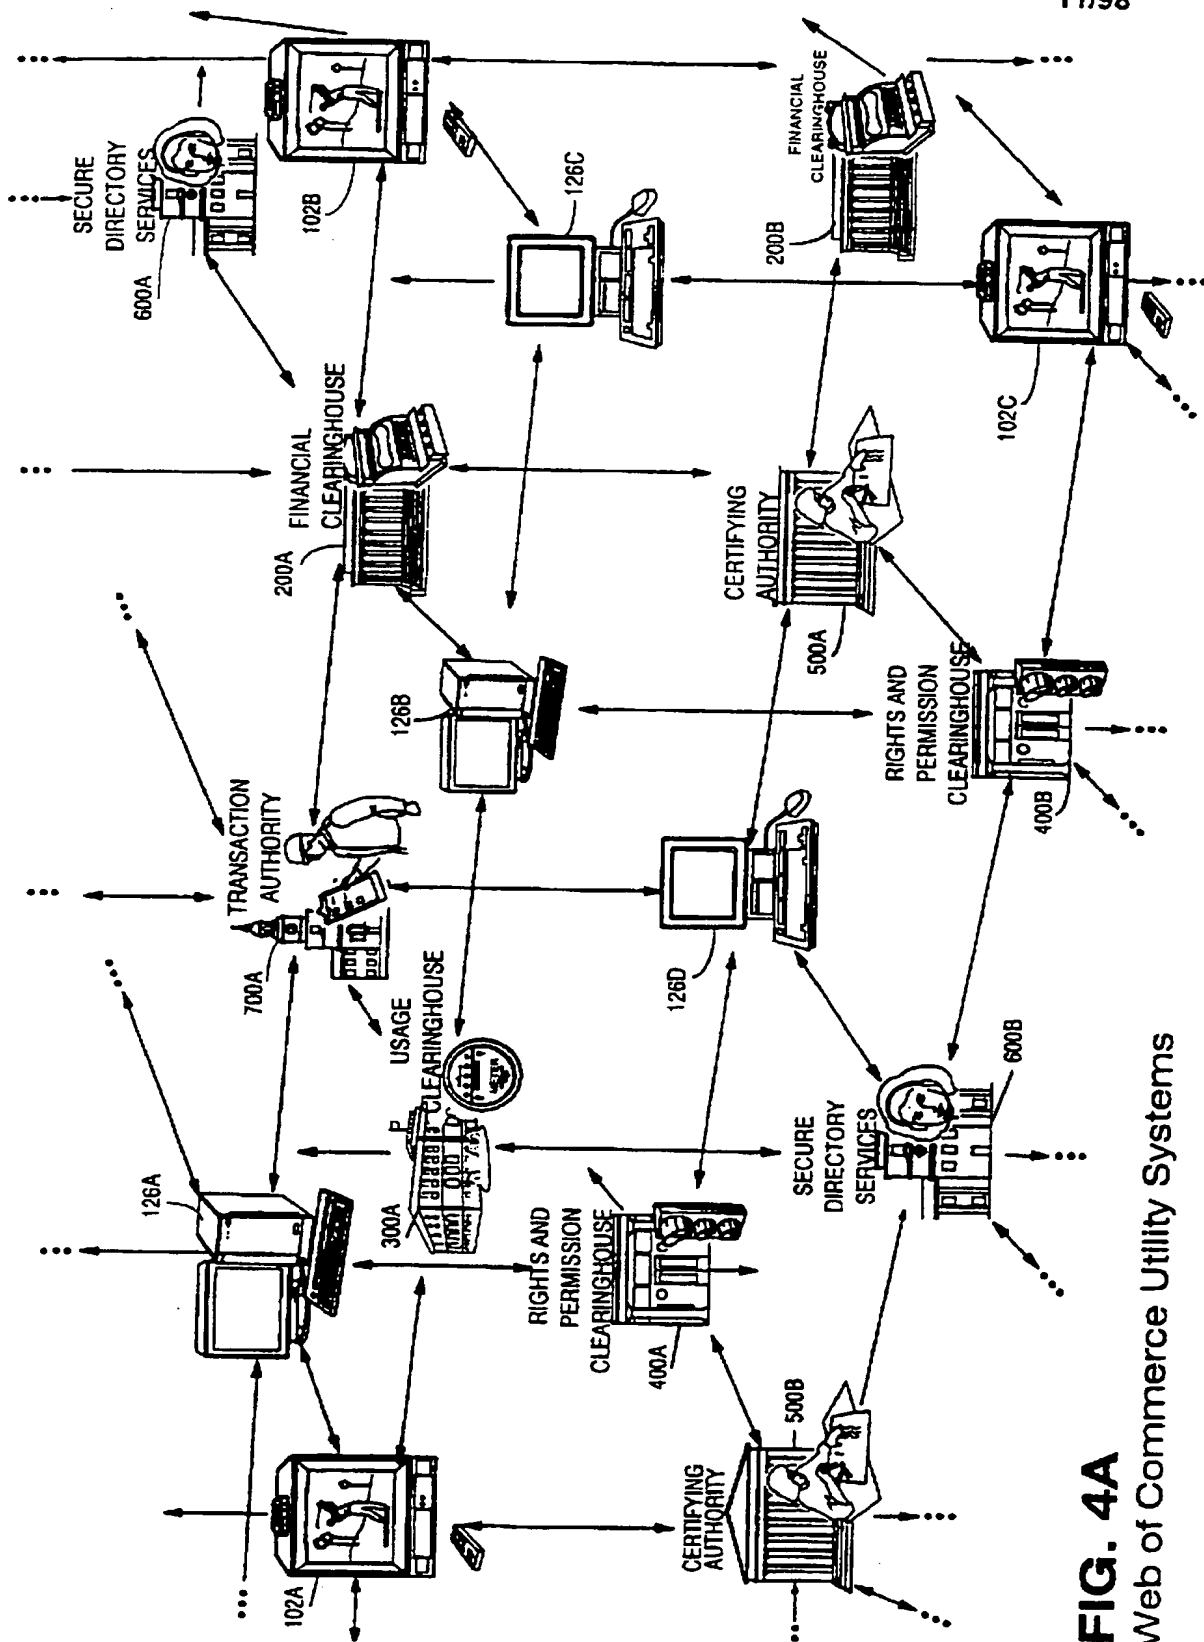 11/98
SECURE
DIRECTORY
SERVICES
600A
102B
126C
FINANCIAL
CLEARINGHOUSE
200B
102C
FINANCIAL
CLEARINGHOUSE
200A
126B
CERTIFYING
AUTHORITY
500A
RIGHTS AND
PERMISSION
CLEARINGHOUSE
400B
TRANSACTION
AUTHORITY
700A
126D
USAGE
CLEARINGHOUSE
METER
300A
126A
RIGHTS AND
PERMISSION
CLEARINGHOUSE
400A
SECURE
DIRECTORY
SERVICES
600B
102A
CERTIFYING
AUTHORITY
500B
FIG. 4A
Web of Commerce Utility Systems